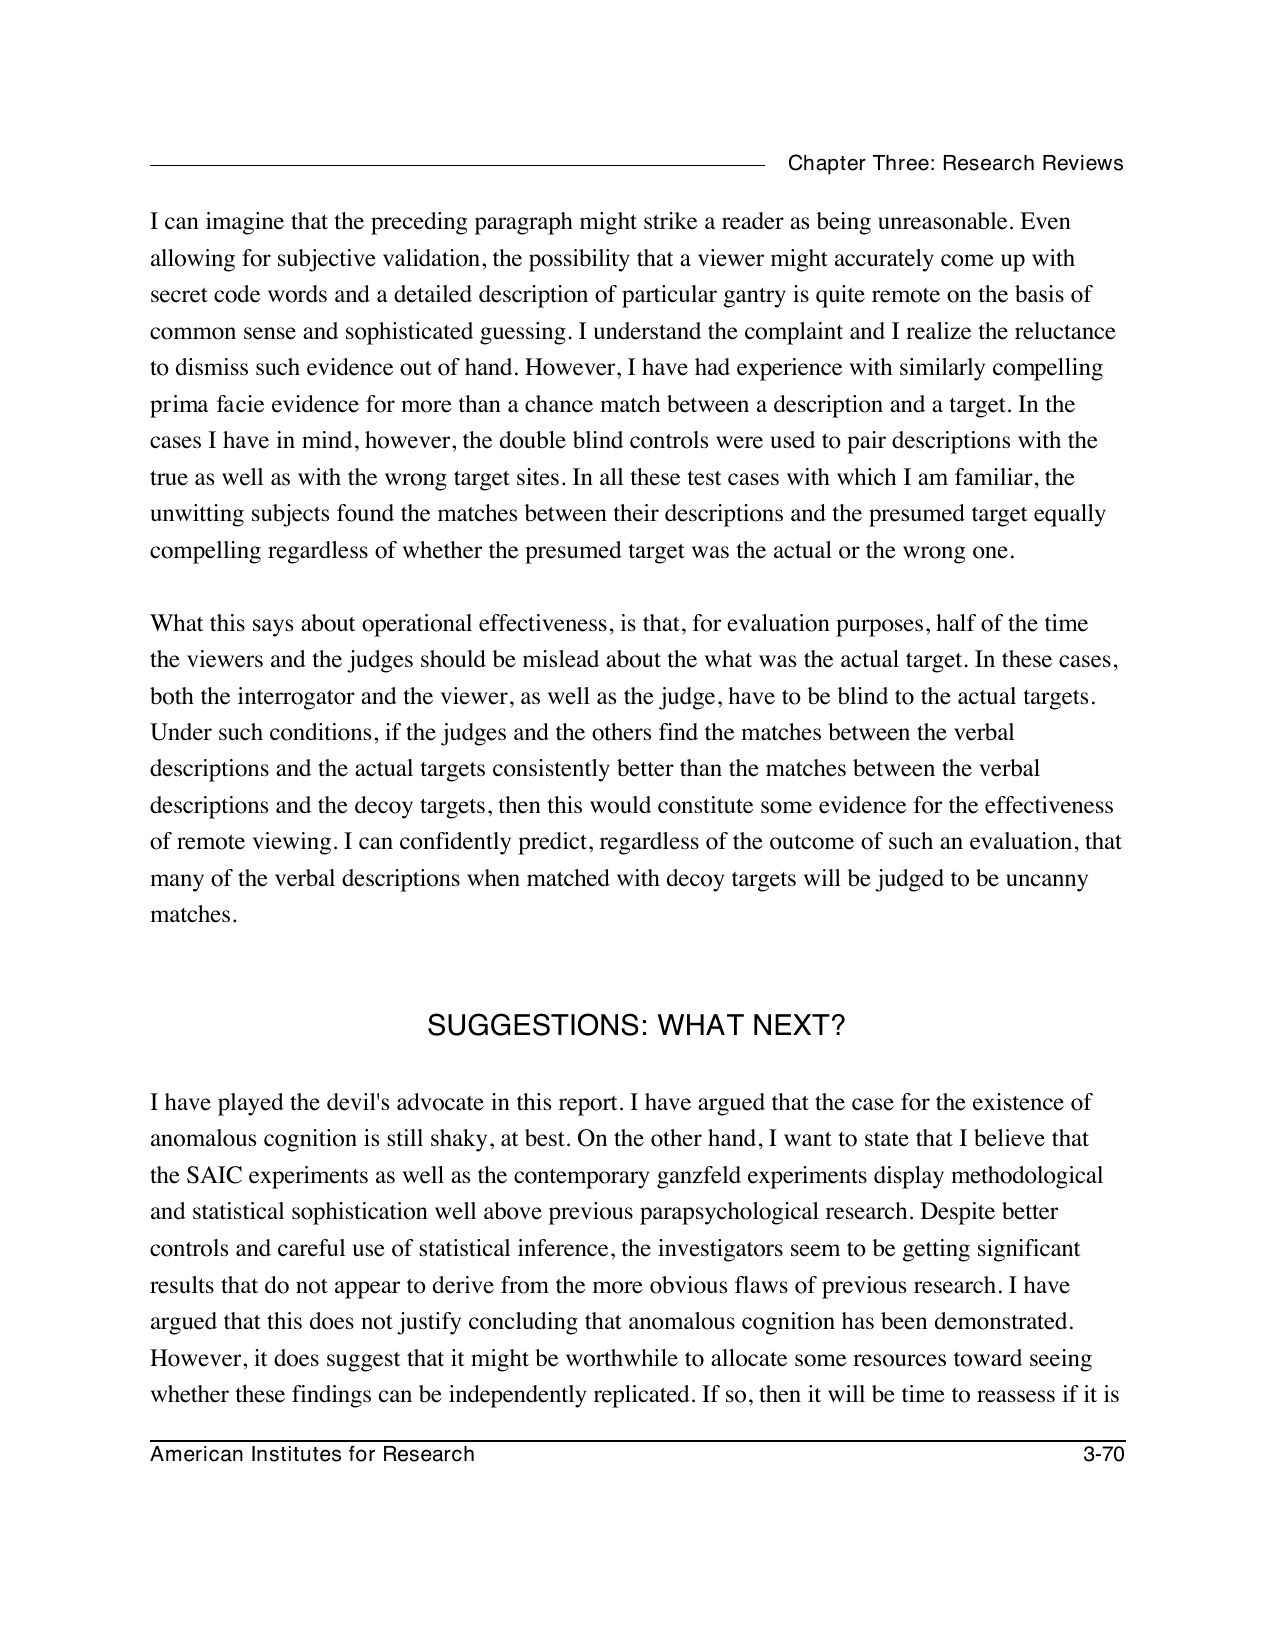 Chapter Three: Research Reviews
I can imagine that the preceding paragraph might strike a reader as being unreasonable. Even
allowing for subjective validation, the possibility that a viewer might accurately come up with
secret code words and a detailed description of particular gantry is quite remote on the basis of
common sense and sophisticated guessing. I understand the complaint and I realize the reluctance
to dismiss such evidence out of hand. However, I have had experience with similarly compelling
prima facie evidence for more than a chance match between a description and a target. In the
cases I have in mind, however, the double blind controls were used to pair descriptions with the
true as well as with the wrong target sites. In all these test cases with which I am familiar, the
unwitting subjects found the matches between their descriptions and the presumed target equally
compelling regardless of whether the presumed target was the actual or the wrong one.
What this says about operational effectiveness, is that, for evaluation purposes, half of the time
the viewers and the judges should be mislead about the what was the actual target. In these cases,
both the interrogator and the viewer, as well as the judge, have to be blind to the actual targets.
Under such conditions, if the judges and the others find the matches between the verbal
descriptions and the actual targets consistently better than the matches between the verbal
descriptions and the decoy targets, then this would constitute some evidence for the effectiveness
of remote viewing. I can confidently predict, regardless of the outcome of such an evaluation, that
many of the verbal descriptions when matched with decoy targets will be judged to be uncanny
matches.
SUGGESTIONS: WHAT NEXT?
I have played the devil's advocate in this report. I have argued that the case for the existence of
anomalous cognition is still shaky, at best. On the other hand, I want to state that I believe that
the SAIC experiments as well as the contemporary ganzfeld experiments display methodological
and statistical sophistication well above previous parapsychological research. Despite better
controls and careful use of statistical inference, the investigators seem to be getting significant
results that do not appear to derive from the more obvious flaws of previous research. I have
argued that this does not justify concluding that anomalous cognition has been demonstrated.
However, it does suggest that it might be worthwhile to allocate some resources toward seeing
whether these findings can be independently replicated. If so, then it will be time to reassess if it is
American Institutes for Research 3-70